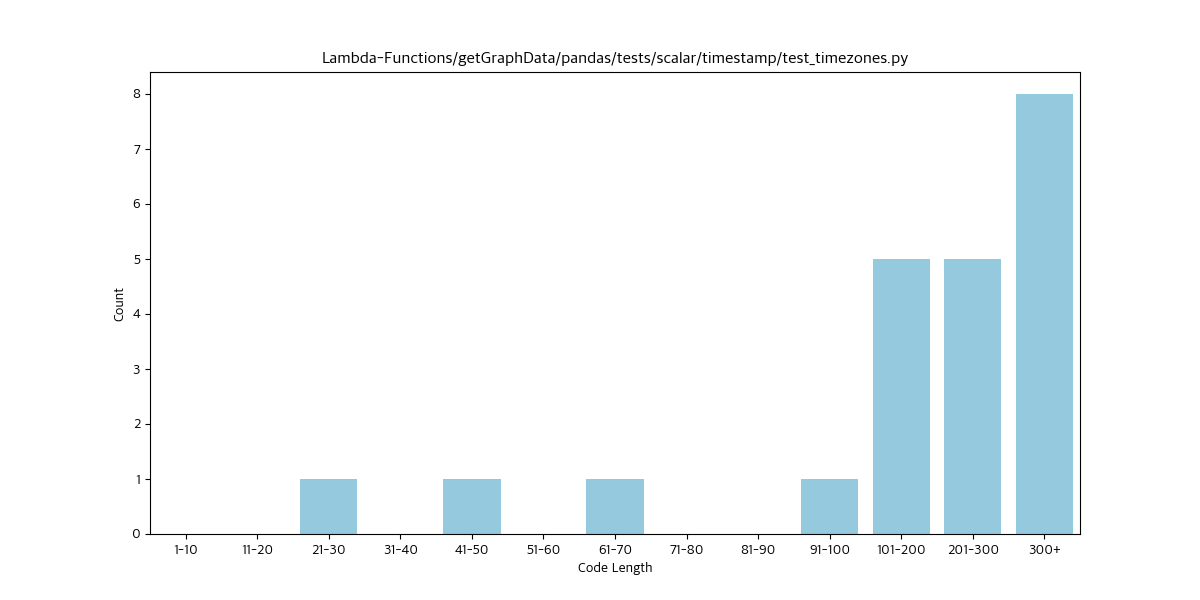 Lambda-Functions/getGraphData/pandas/tests/scalar/timestamp/test_timezones.py
8
7
6
5
4
3
2
1
0
Count
1-10 11-20 21-30 31-40 41-50 51-60 61-70 71-80 81-90 91-100 101-200 201-300 300+
Code Length